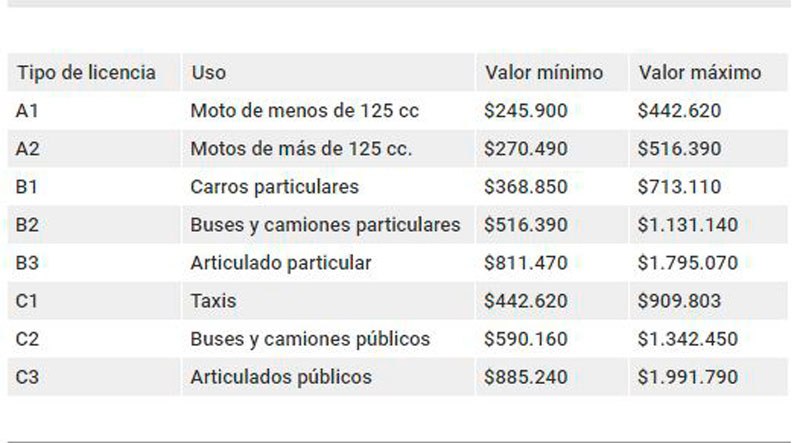 Tipo de licencia Uso Valor mínimo Valor máximo
A1 Moto de menos de 125 cc $245.900 $442.620
A2 Motos de más de 125 cc. $270.490 $516.390
B1 Carros particulares $368.850 $713.110
B2 Buses y camiones particulares $516.390 $1.131.140
B3 Articulado particular $811.470 $1.795.070
C1 Taxis $442.620 $909.803
C2 Buses y camiones públicos $590.160 $1.342.450
C3 Articulados públicos $885.240 $1.991.790